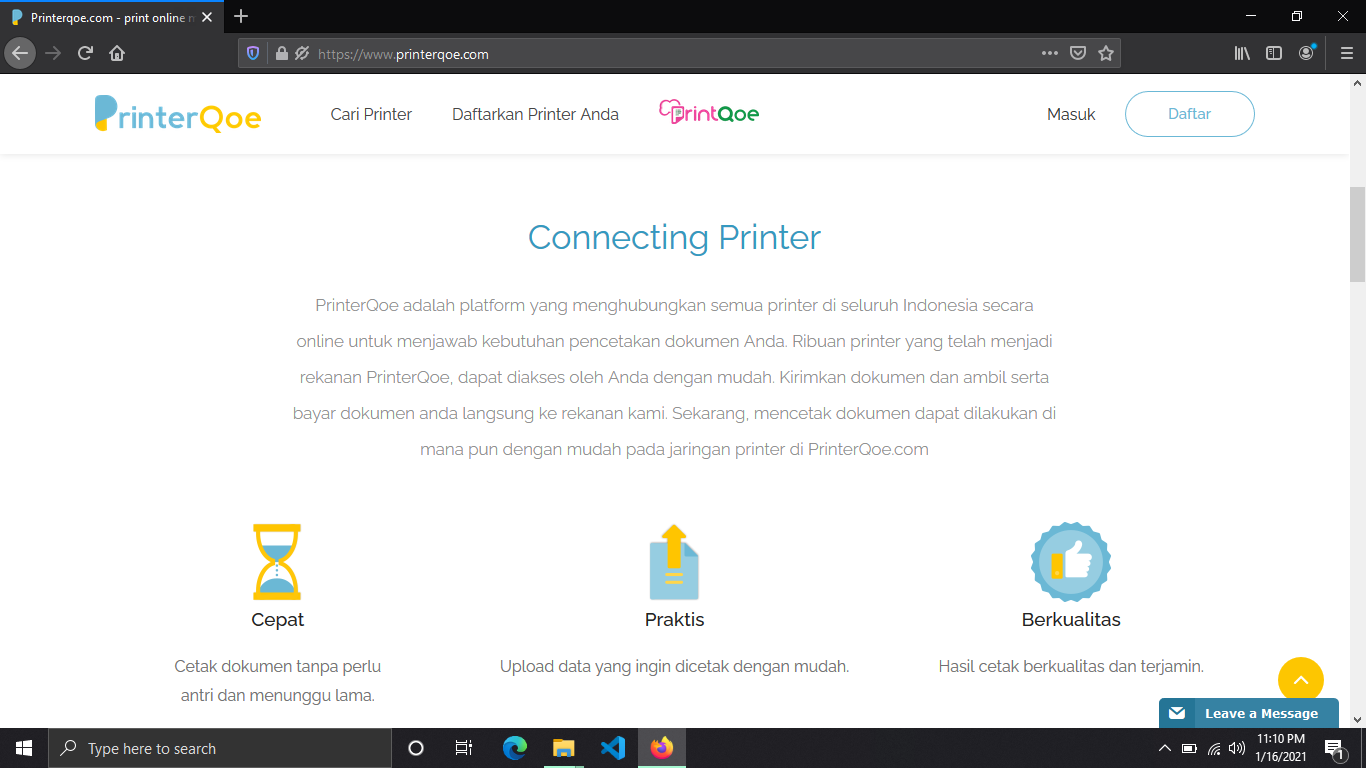 Printerqoe.com - print online
https://www.printerqoe.com
PrinterQoe
Cari Printer
Daftarkan Printer Anda
PrintQoe
Masuk
Daftar
Connecting Printer
PrinterQoe adalah platform yang menghubungkan semua printer di seluruh Indonesia secara
online untuk menjawab kebutuhan pencetakan dokumen Anda. Ribuan printer yang telah menjadi
rekanan PrinterQoe, dapat diakses oleh Anda dengan mudah. Kirimkan dokumen dan ambil serta
bayar dokumen anda langsung ke rekanan kami. Sekarang, mencetak dokumen dapat dilakukan di
mana pun dengan mudah pada jaringan printer di PrinterQoe.com
Cepat
Cetak dokumen tanpa perlu
antri dan menunggu lama.
Praktis
Upload data yang ingin dicetak dengan mudah.
Berkualitas
Hasil cetak berkualitas dan terjamin.
Leave a Message
Type here to search
11:10 PM
1/16/2021
1